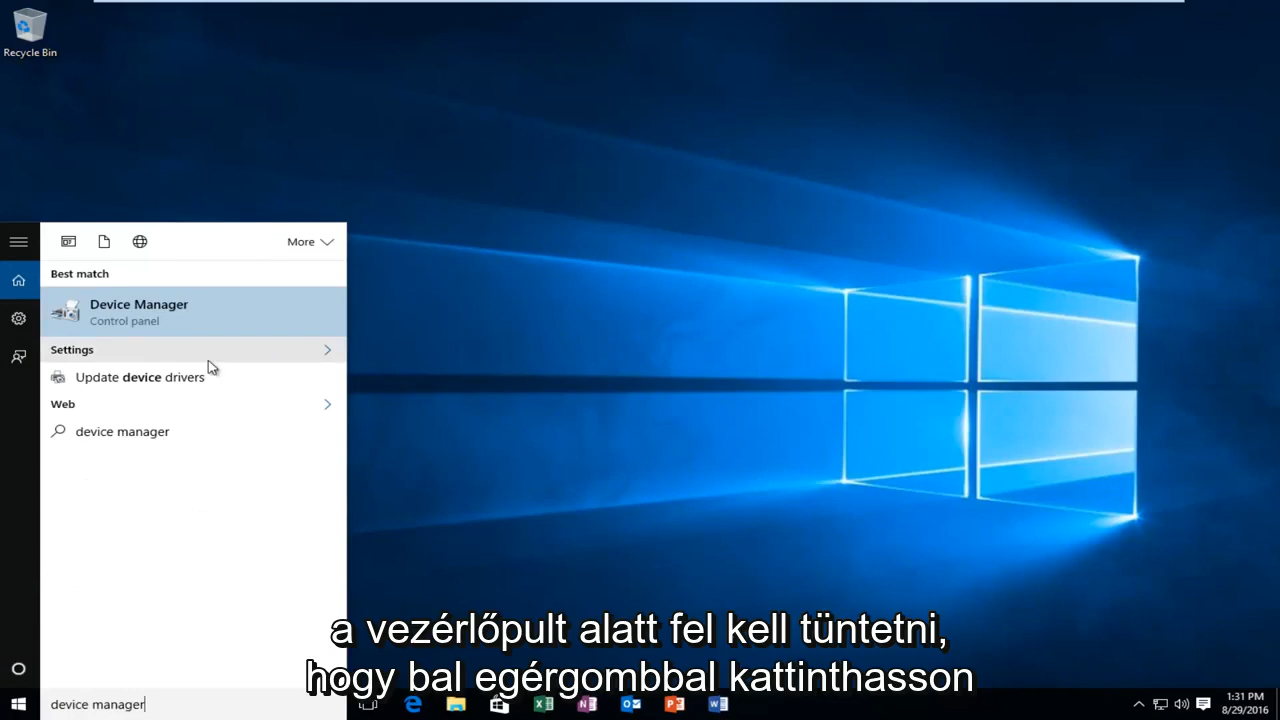 Recycle Bin
More
Best match
Device Manager
Control panel
Settings
Update device drivers
Web
device manager
a vezérlőpult alatt fel kell tüntetni,
hogy bal egérgombbal kattinthasson
device manager
1:31 PM
8/29/2016